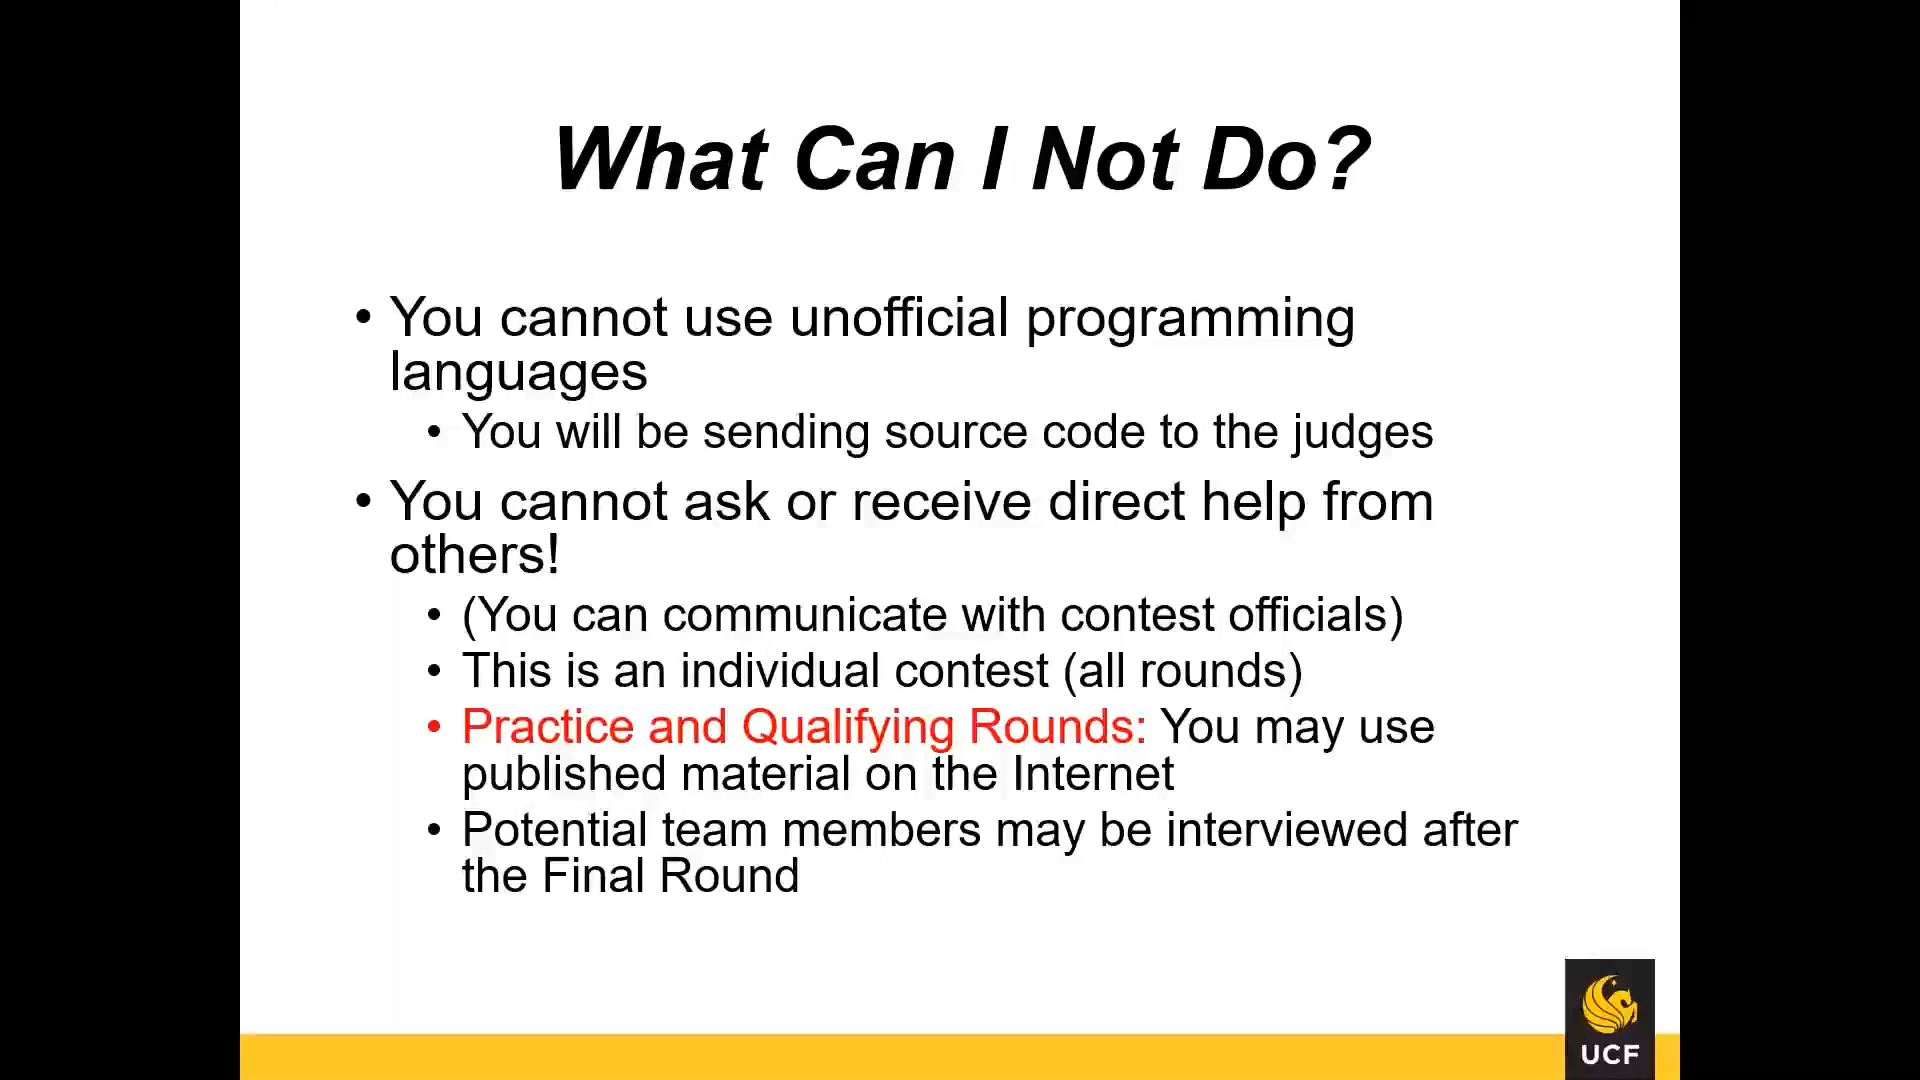 What Can I Not Do?
• You cannot use unofficial programming
languages
• You will be sending source code to the judges
• You cannot ask or receive direct help from
others!
• (You can communicate with contest officials)
• This is an individual contest (all rounds)
• Practice and Qualifying Rounds: You may use
published material on the Internet
• Potential team members may be interviewed after
the Final Round
UCF